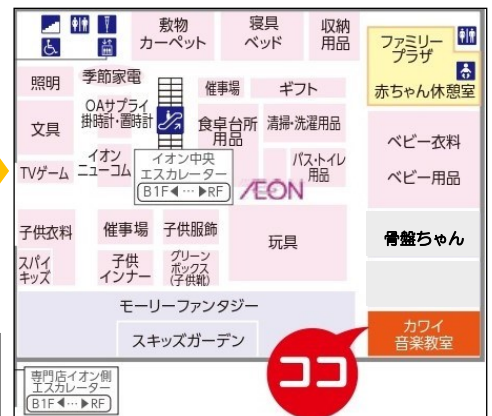 敷物
カーペット
寝具
ベッド
収納
用品
ファミリー
プラザ
赤ちゃん休憩室
照明
季節家電
催事場
ギフト
文具
OAサプライ
掛時計・置時計
食卓台所
用品
清掃・洗濯用品
ベビー衣料
TVゲーム
イオン
ニューコム
イオン中央
エスカレーター
B1F◀…▶RF
バス・トイレ
用品
ベビー用品
ÆON
子供衣料
催事場
子供服飾
玩具
骨盤ちゃん
スパイ
キッズ
子供
インナー
グリーン
ボックス
(子供靴)
モーリーファンタジー
スキッズガーデン
カワイ
音楽教室
ココ
専門店イオン側
エスカレーター
B1F◀…▶RF